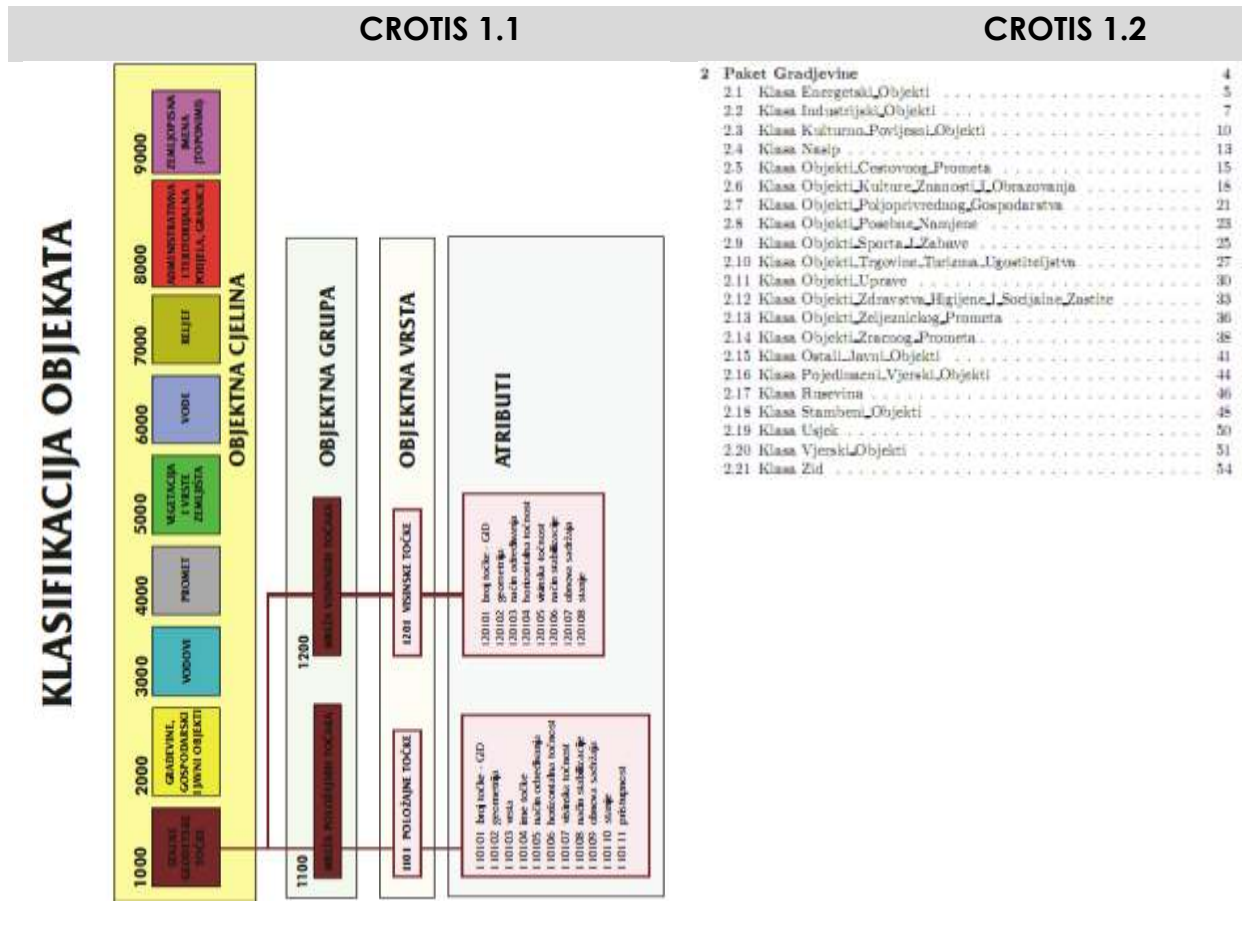 CROTIS 1.1
CROTIS 1.2
KLASIFIKACIJA OBJEKATA
1000
STALNE
GEODETSKE
TOČKE
2000
GRAĐEVINE,
GOSPODARSKI
I JAVNI OBJEKTI
3000
VODOVI
4000
PROMET
5000
VEGETACIJA
I VRSTE
ZEMLJIŠTA
6000
VODE
7000
RELJEF
8000
ADMINISTRATIVNA
I TERITORIJALNA
PODJELA, GRANICE
9000
ZEMLJOPISNA
IMENA
(TOPONIMI)
OBJEKTNA CJELINA
1100
MREŽA POLOŽAJNIH TOČAKA
1200
MREŽA VISINSKIH TOČAKA
OBJEKTNA GRUPA
1101 POLOŽAJNE TOČKE
1201 VISINSKE TOČKE
OBJEKTNA VRSTA
110101 broj točke - GID
110102 geometrija
110103 vrsta
110104 ime točke
110105 način određivanja
110106 horizontalna točnost
110107 visinska točnost
110108 način stabilizacije
110109 obnova sadržaja
110110 stanje
110111 pristupnost
120101 broj točke - GID
120102 geometrija
120103 način određivanja
120104 horizontalna točnost
120105 visinska točnost
120106 način stabilizacije
120107 obnova sadržaja
120108 stanje
ATRIBUTI
2 Paket Gradjevine 4
2.1 Klasa Energetski_Objekti 5
2.2 Klasa Industrijski_Objekti 7
2.3 Klasa Kulturno_Povijesni_Objekti 10
2.4 Klasa Nasip 13
2.5 Klasa Objekti_Cestovnog_Prometa 15
2.6 Klasa Objekti_Kulture_Znanosti_I_Obrazovanja 18
2.7 Klasa Objekti_Poljoprivrednog_Gospodarstva 21
2.8 Klasa Objekti_Posebne_Namjene 23
2.9 Klasa Objekti_Sporta_I_Zabave 25
2.10 Klasa Objekti_Trgovine_Turizma_Ugostiteljstva 27
2.11 Klasa Objekti_Uprave 30
2.12 Klasa Objekti_Zdravstva_Higijene_I_Socijalne_Zastite 33
2.13 Klasa Objekti_Zeljeznickog_Prometa 36
2.14 Klasa Objekti_Zracnog_Prometa 38
2.15 Klasa Ostali_Javni_Objekti 41
2.16 Klasa Pojedinacni_Vjerski_Objekti 44
2.17 Klasa Rusevina 46
2.18 Klasa Stambeni_Objekti 48
2.19 Klasa Usjek 50
2.20 Klasa Vjerski_Objekti 51
2.21 Klasa Zid 54